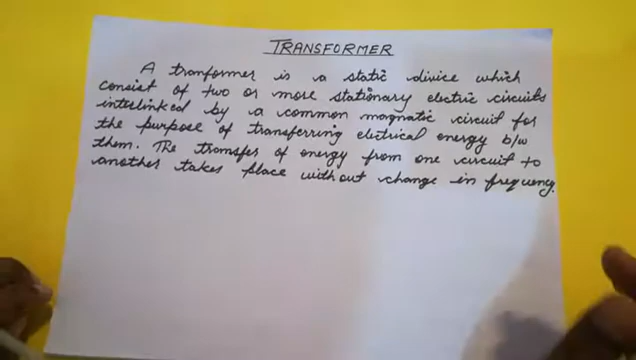 TRANSFORMER
A tranformer is a static divice which
consist of two or more stationary electric circuits
interlinked by a common magnatic circuit for
the purpose of transferring electrical energy b/w
them. The transfer of energy from one circuit to
another takes place without change in frequency.